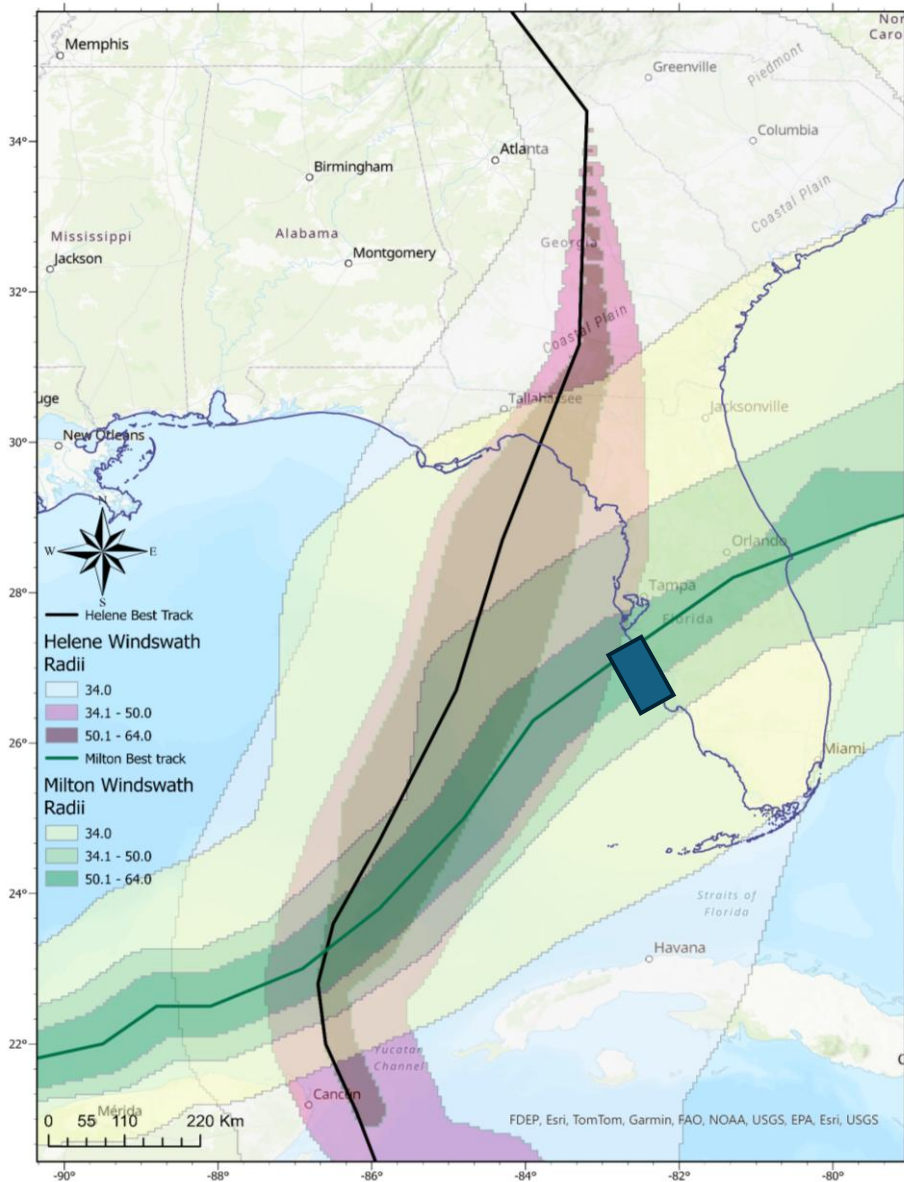 Memphis
Nor
Caro
Greenville
Piedmont
34°
Columbia
Atlanta
Birmingham
Coastal Plain
Mississippi
Alabama
Georgia
Jackson
Montgomery
32°
Coastal Plain
uge
Tallahassee
Jacksonville
30°
New Orleans
N
W
E
S
Orlando
28°
Tampa
Florida
Helene Best Track
Helene Windswath
Radii
34.0
34.1 - 50.0
50.1 - 64.0
Milton Best track
Milton Windswath
Radii
34.0
34.1 - 50.0
50.1 - 64.0
26°
Miami
24°
Straits of
Florida
Havana
22°
Yucatan
Channel
Cancún
Mérida
0 55 110 220 Km
FDEP, Esri, TomTom, Garmin, FAO, NOAA, USGS, EPA, Esri, USGS
-90° -88° -86° -84° -82° -80°